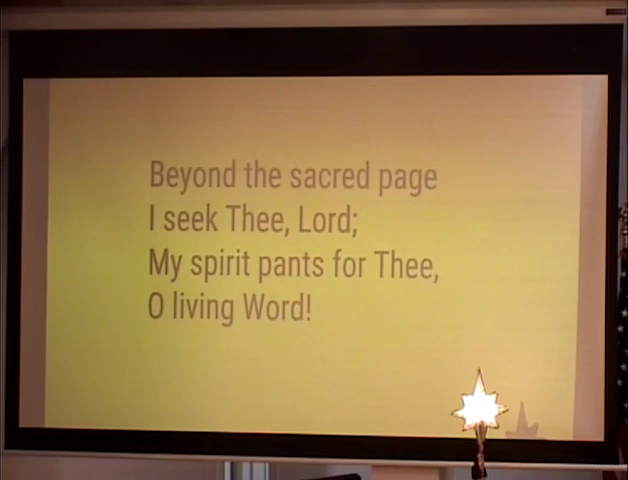 Beyond the sacred page
I seek Thee, Lord;
My spirit pants for Thee,
O living Word!